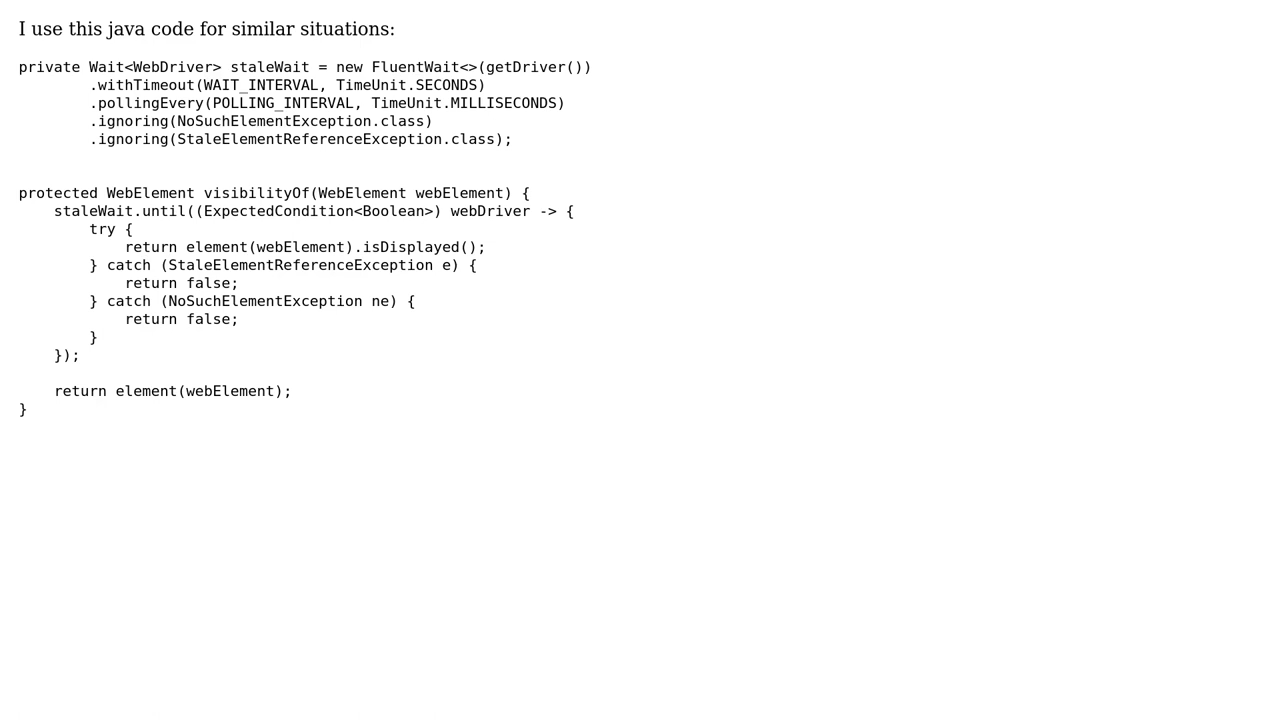 I use this java code for similar situations:
private Wait<WebDriver> staleWait = new FluentWait<>(getDriver())
        .withTimeout(WAIT_INTERVAL, TimeUnit.SECONDS)
        .pollingEvery(POLLING_INTERVAL, TimeUnit.MILLISECONDS)
        .ignoring(NoSuchElementException.class)
        .ignoring(StaleElementReferenceException.class);
protected WebElement visibilityOf(WebElement webElement) {
    staleWait.until((ExpectedCondition<Boolean>) webDriver -> {
        try {
            return element(webElement).isDisplayed();
        } catch (StaleElementReferenceException e) {
            return false;
        } catch (NoSuchElementException ne) {
            return false;
        }
    });
    return element(webElement);
}